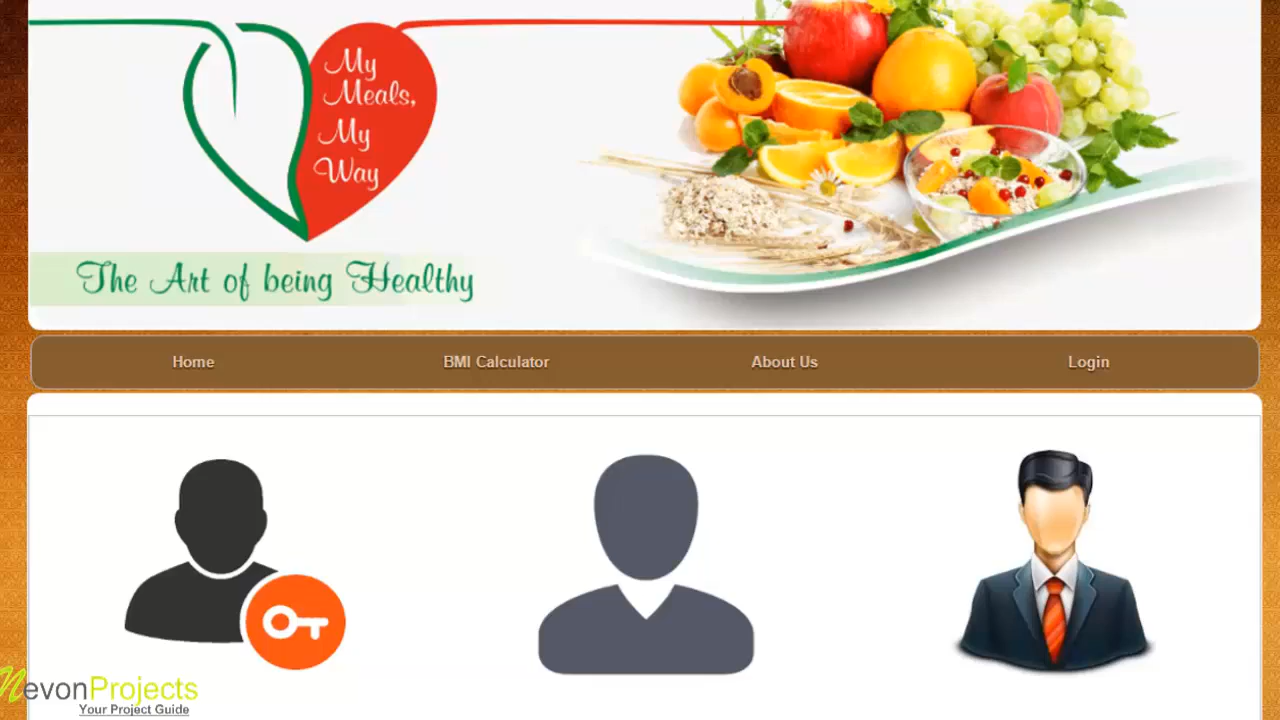 My
Meals,
My
Way
The Art of being Healthy
Home BMI Calculator About Us Login
NevonProjects
Your Project Guide